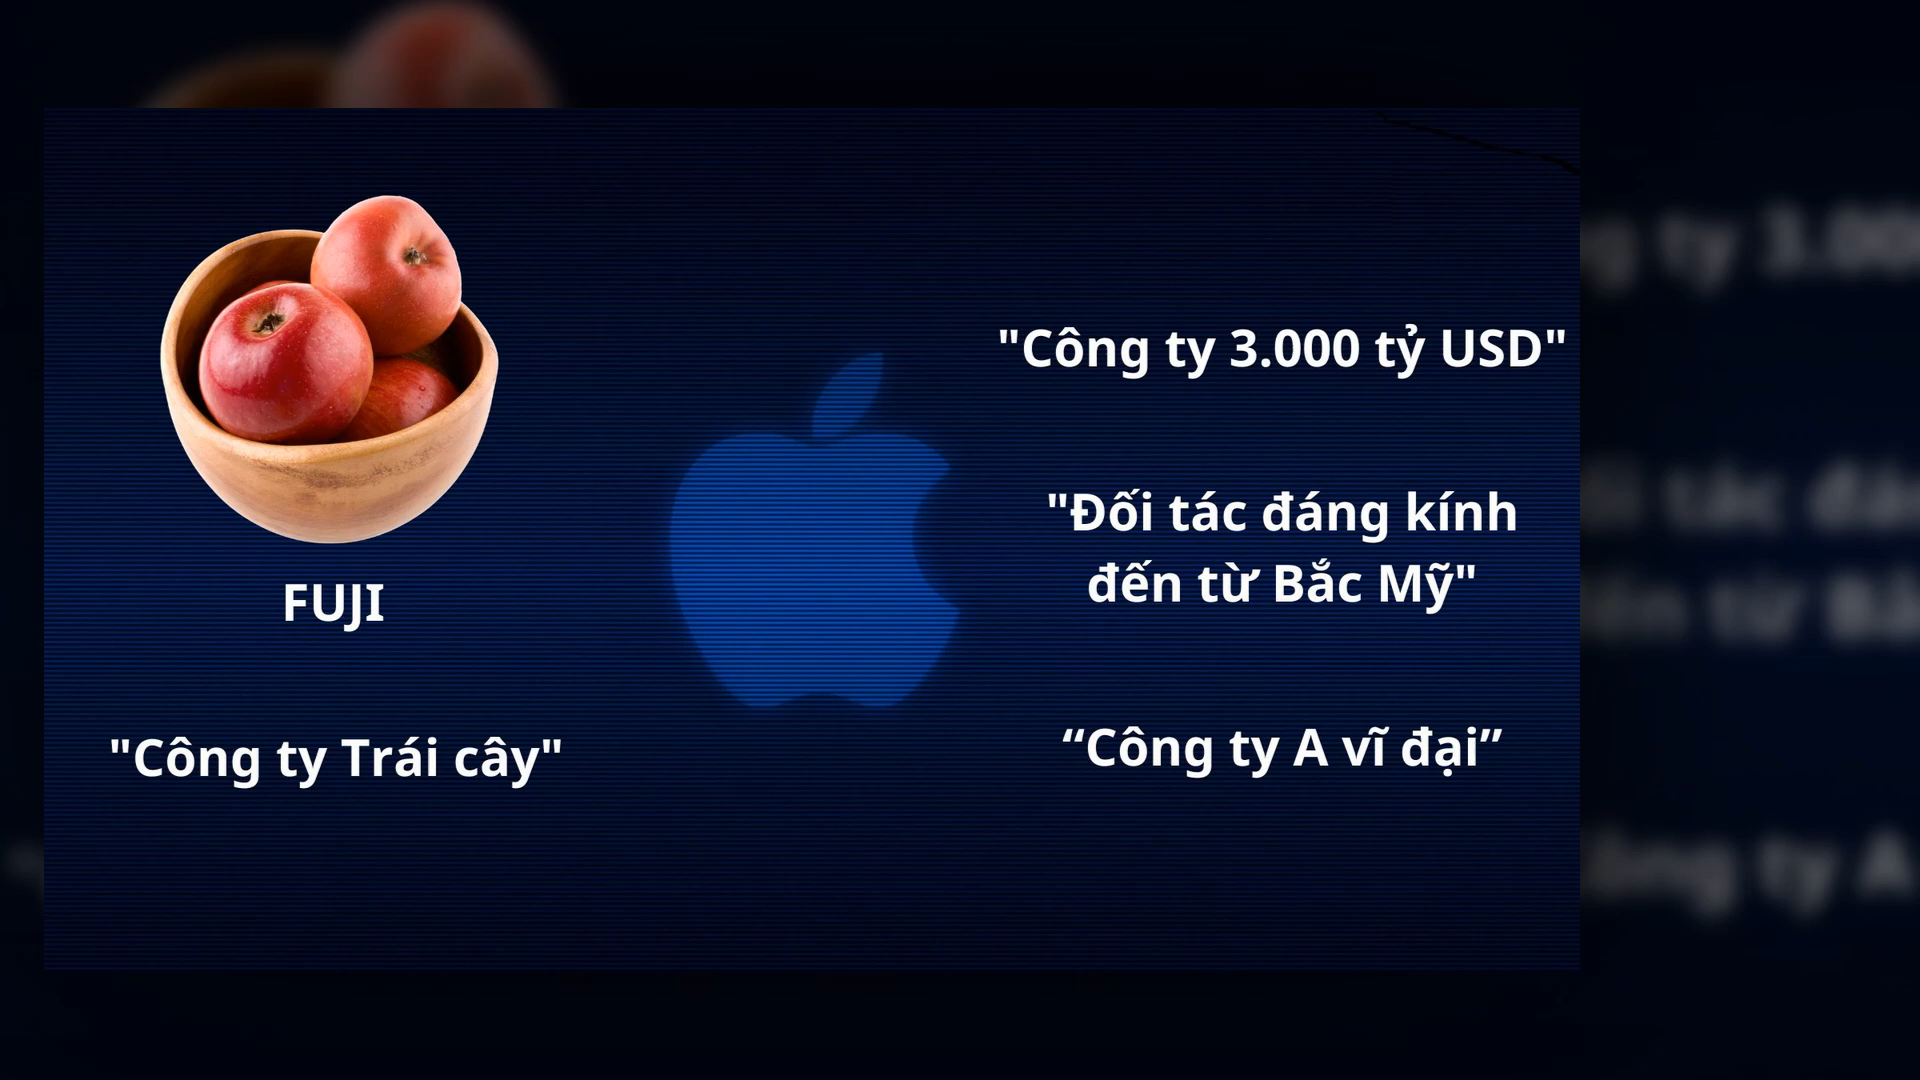 FUJI
"Công ty Trái cây"
"Công ty 3.000 tỷ USD"
"Đối tác đáng kính
đến từ Bắc Mỹ"
“Công ty A vĩ đại”